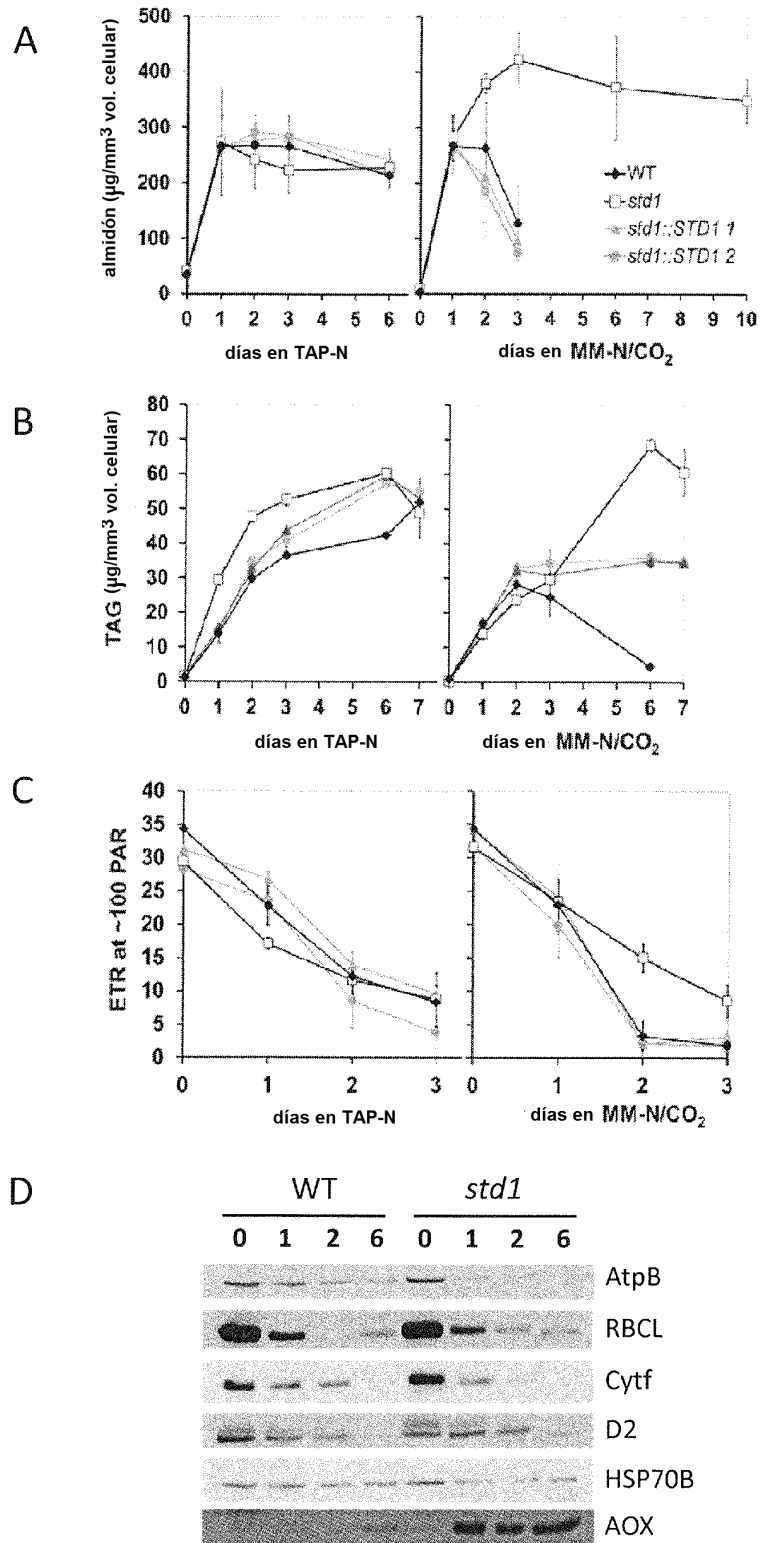 A
almidón (µg/mm³ vol. celular)
500
400
300
200
100
0
0 1 2 3 4 5 6
días en TAP-N
0 1 2 3 4 5 6 7 8 9 10
días en MM-N/CO₂
WT
std1
std1::STD1 1
std1::STD1 2
B
TAG (µg/mm³ vol. celular)
80
70
60
50
40
30
20
10
0
0 1 2 3 4 5 6 7
días en TAP-N
0 1 2 3 4 5 6 7
días en MM-N/CO₂
C
ETR at ~100 PAR
40
35
30
25
20
15
10
5
0
0 1 2 3
días en TAP-N
0 1 2 3
días en MM-N/CO₂
D
WT std1
0 1 2 6 0 1 2 6
AtpB
RBCL
Cytf
D2
HSP70B
AOX